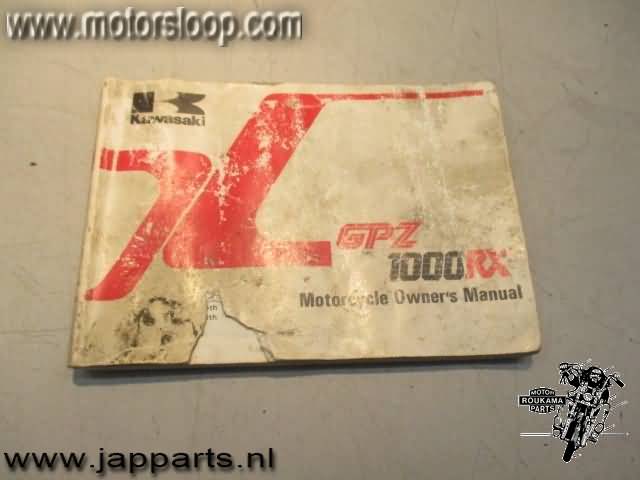 www.motorsloop.com
Kawasaki
GPZ
1000RX
Motorcycle Owner's Manual
MOTOR
ROUKAMA
PARTS
www.japparts.nl